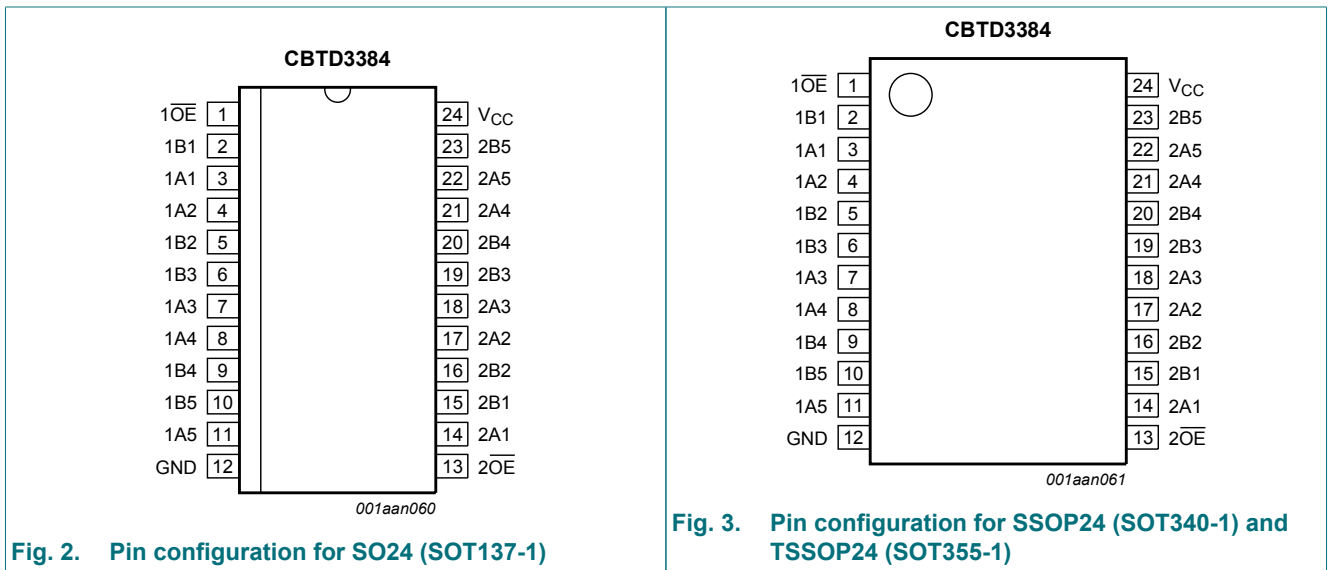 CBTD3384
1O̅E̅ 1
1B1 2
1A1 3
1A2 4
1B2 5
1B3 6
1A3 7
1A4 8
1B4 9
1B5 10
1A5 11
GND 12
24 VCC
23 2B5
22 2A5
21 2A4
20 2B4
19 2B3
18 2A3
17 2A2
16 2B2
15 2B1
14 2A1
13 2O̅E̅
001aan060
Fig. 2. Pin configuration for SO24 (SOT137-1)
CBTD3384
1O̅E̅ 1
1B1 2
1A1 3
1A2 4
1B2 5
1B3 6
1A3 7
1A4 8
1B4 9
1B5 10
1A5 11
GND 12
24 VCC
23 2B5
22 2A5
21 2A4
20 2B4
19 2B3
18 2A3
17 2A2
16 2B2
15 2B1
14 2A1
13 2O̅E̅
001aan061
Fig. 3. Pin configuration for SSOP24 (SOT340-1) and
TSSOP24 (SOT355-1)